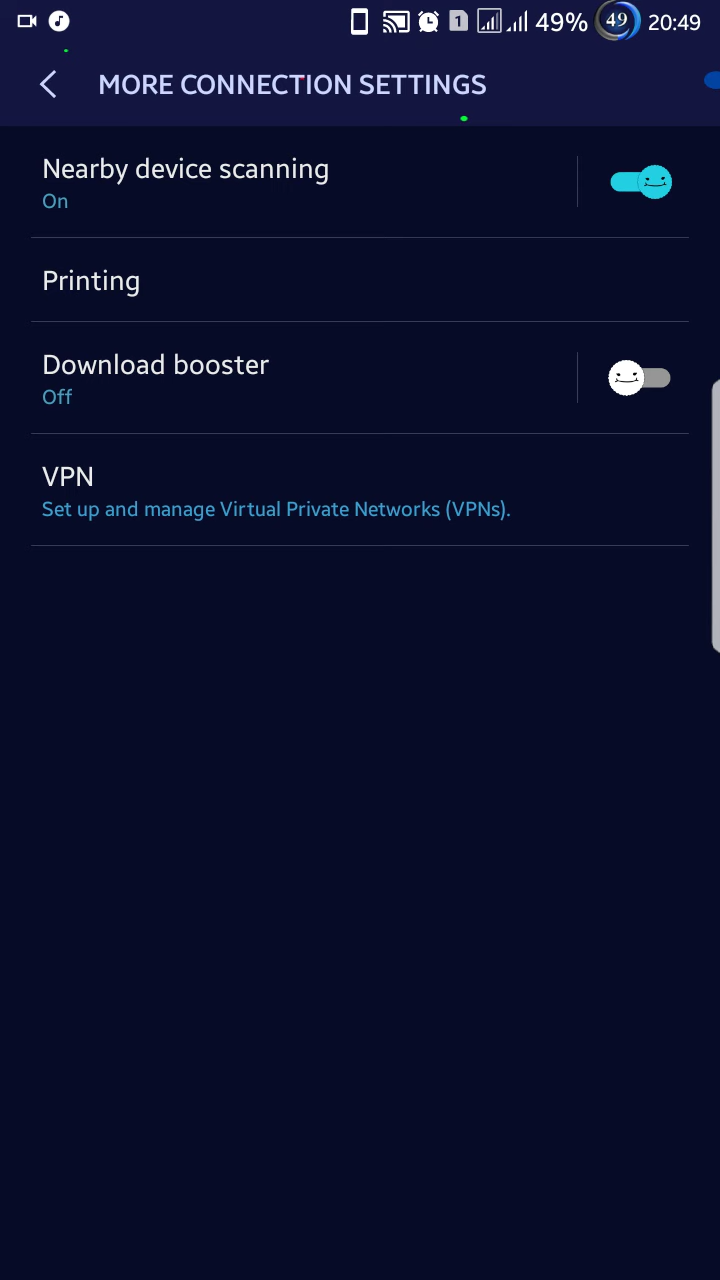 1 49% 49 20:49
MORE CONNECTION SETTINGS
Nearby device scanning
On
Printing
Download booster
Off
VPN
Set up and manage Virtual Private Networks (VPNs).